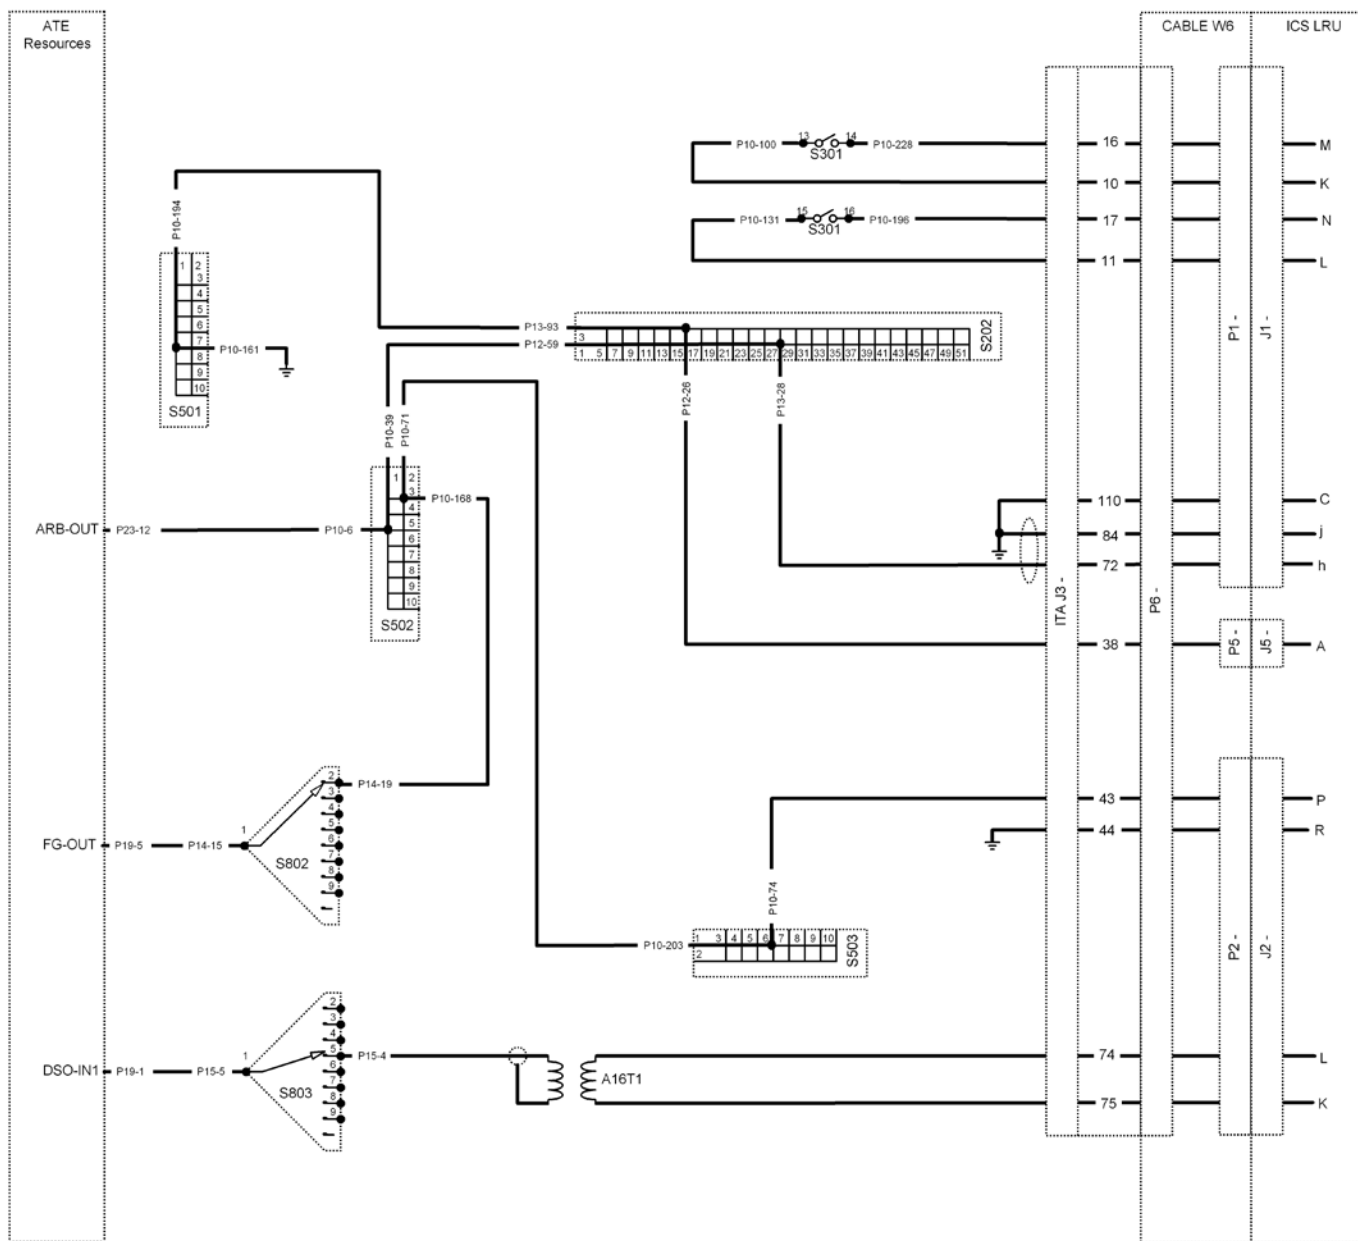 ATE
Resources
CABLE W6
ICS LRU
P10-100
13
14
P10-228
S301
16
M
10
K
P10-131
15
16
P10-196
S301
17
N
11
L
P10-194
1 2
3
4
5
6
7
8
9
10
P10-161
S501
P13-93
P12-59
3
1 5 7 9 11 13 15 17 19 21 23 25 27 29 31 33 35 37 39 41 43 45 47 49 51
S202
P12-26
P13-28
P1 -
J1 -
P10-39
P10-71
1 2
3
4
5
6
7
8
9
10
P10-168
S502
ARB-OUT
P23-12
P10-6
110
C
84
j
72
h
ITA J3 -
P6 -
38
P5 -
J5 -
A
FG-OUT
P19-5
P14-15
1
2
3
4
5
6
7
8
9
S802
P14-19
43
P
44
R
P10-74
P10-203
1 3 4 5 6 7 8 9 10
2
S503
P2 -
J2 -
DSO-IN1
P19-1
P15-5
1
2
3
4
5
6
7
8
9
S803
P15-4
A16T1
74
L
75
K